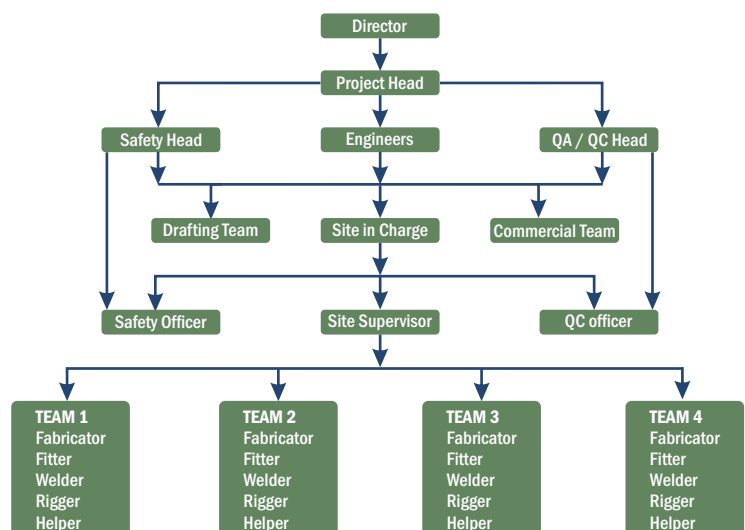 Director
Project Head
Safety Head
Engineers
QA / QC Head
Drafting Team
Site in Charge
Commercial Team
Safety Officer
Site Supervisor
QC officer
TEAM 1
Fabricator
Fitter
Welder
Rigger
Helper
TEAM 2
Fabricator
Fitter
Welder
Rigger
Helper
TEAM 3
Fabricator
Fitter
Welder
Rigger
Helper
TEAM 4
Fabricator
Fitter
Welder
Rigger
Helper